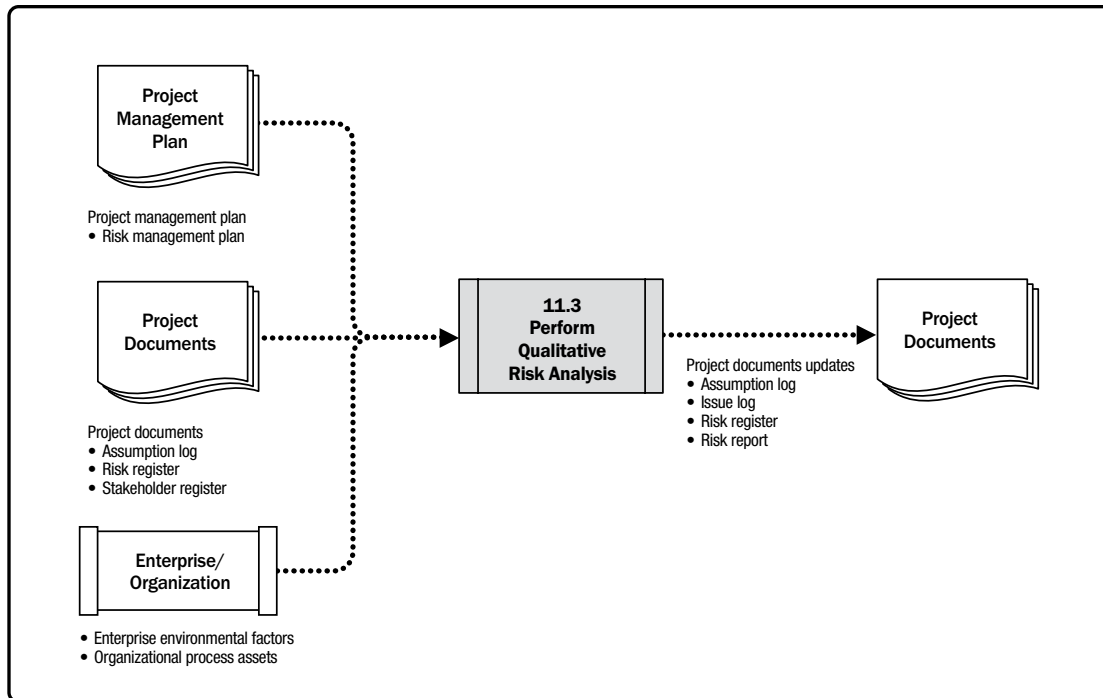 Project
Management
Plan
Project management plan
• Risk management plan
Project
Documents
Project documents
• Assumption log
• Risk register
• Stakeholder register
Enterprise/
Organization
• Enterprise environmental factors
• Organizational process assets
11.3
Perform
Qualitative
Risk Analysis
Project documents updates
• Assumption log
• Issue log
• Risk register
• Risk report
Project
Documents